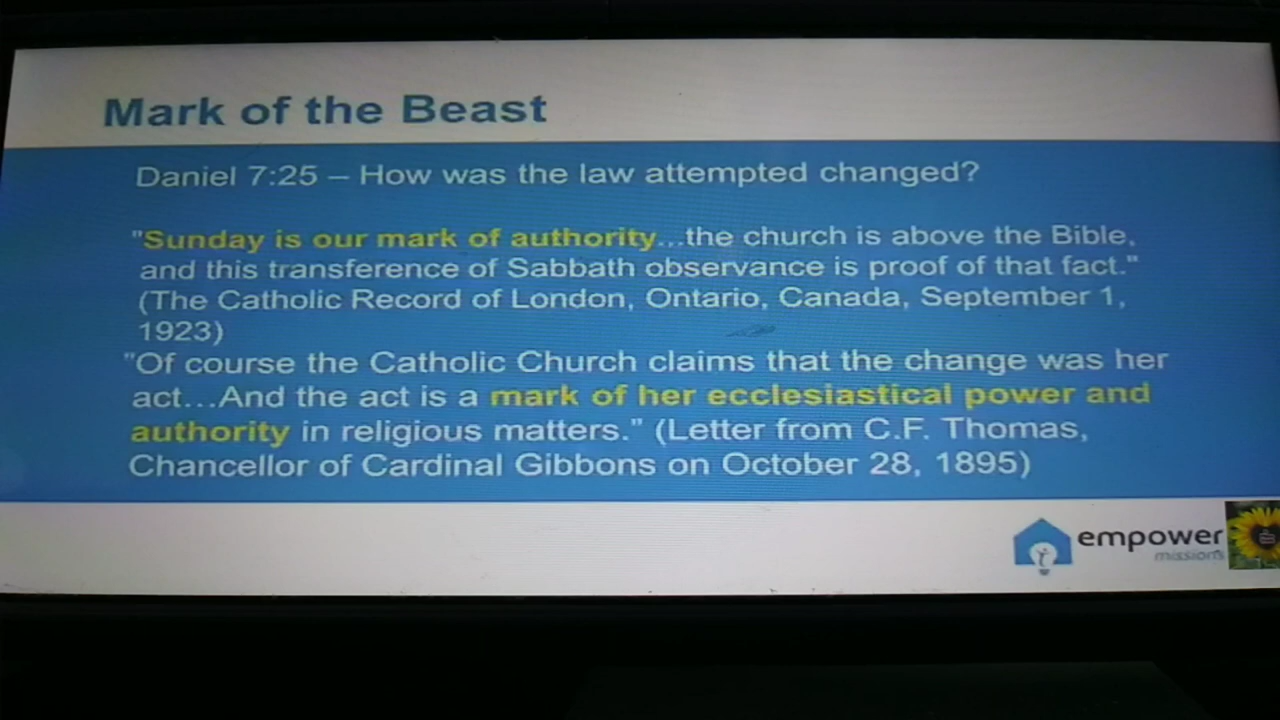 Mark of the Beast
Daniel 7:25 – How was the law attempted changed?
"Sunday is our mark of authority...the church is above the Bible,
and this transference of Sabbath observance is proof of that fact."
(The Catholic Record of London, Ontario, Canada, September 1,
1923)
"Of course the Catholic Church claims that the change was her
act...And the act is a mark of her ecclesiastical power and
authority in religious matters." (Letter from C.F. Thomas,
Chancellor of Cardinal Gibbons on October 28, 1895)
empower
missions